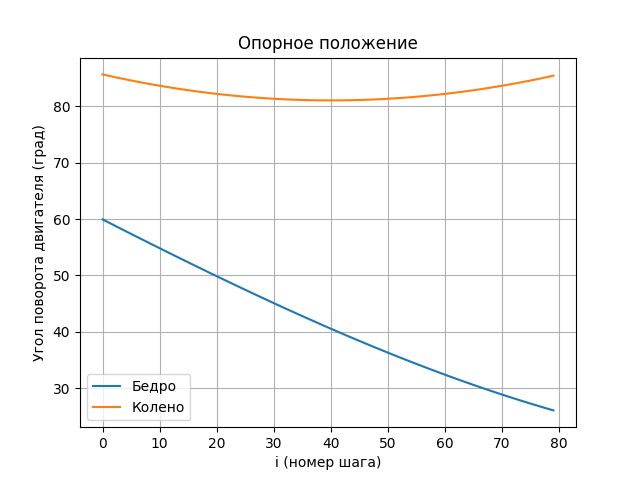 Опорное положение
Угол поворота двигателя (град)
80
70
60
50
40
30
Бедро
Колено
0 10 20 30 40 50 60 70 80
i (номер шага)